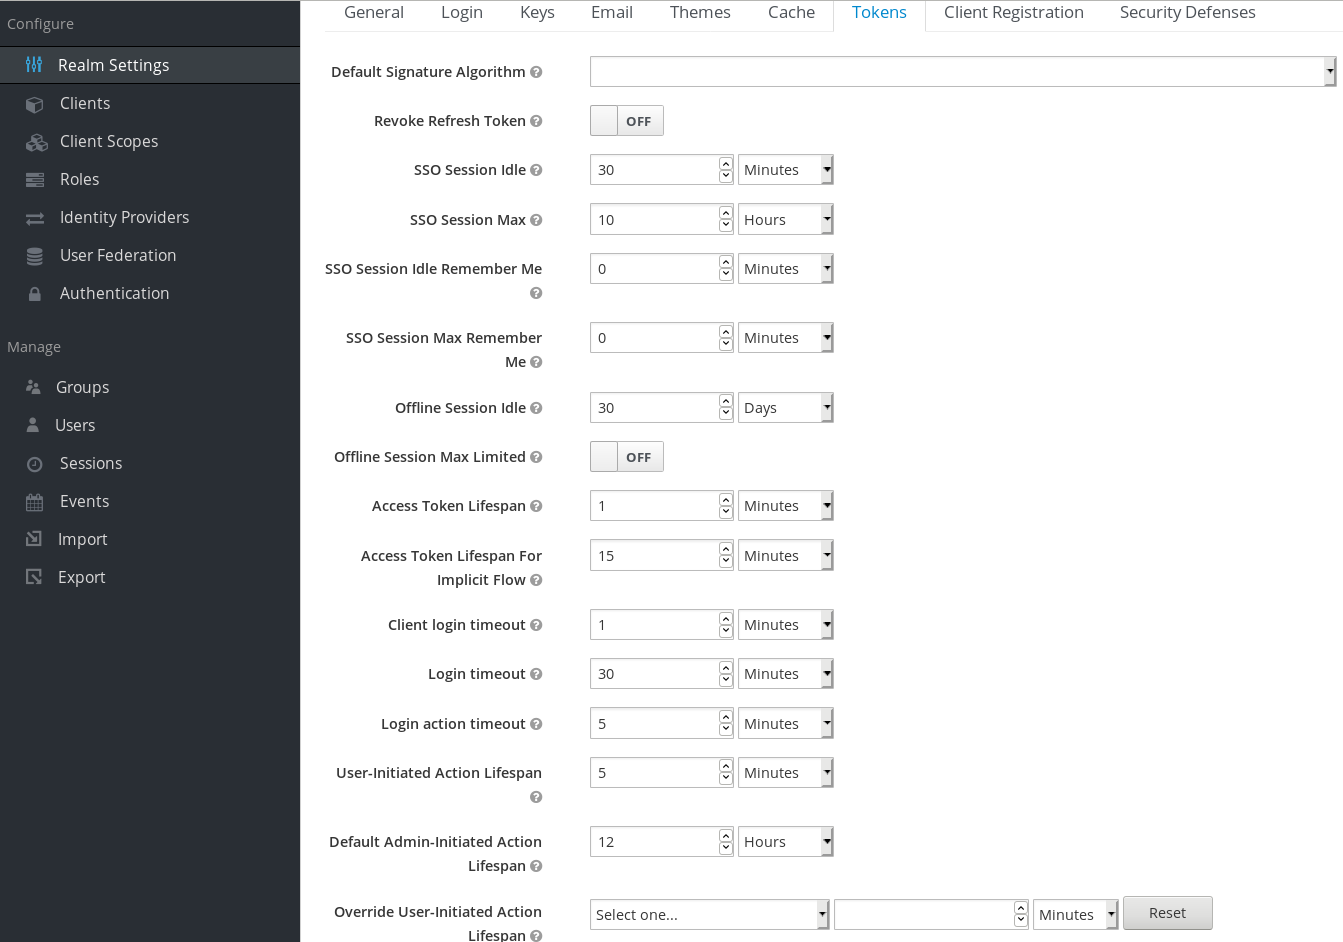 Configure
Realm Settings
Clients
Client Scopes
Roles
Identity Providers
User Federation
Authentication
Manage
Groups
Users
Sessions
Events
Import
Export
General Login Keys Email Themes Cache Tokens Client Registration Security Defenses
Default Signature Algorithm
Revoke Refresh Token OFF
SSO Session Idle 30 Minutes
SSO Session Max 10 Hours
SSO Session Idle Remember Me 0 Minutes
SSO Session Max Remember 0 Minutes
Me
Offline Session Idle 30 Days
Offline Session Max Limited OFF
Access Token Lifespan 1 Minutes
Access Token Lifespan For 15 Minutes
Implicit Flow
Client login timeout 1 Minutes
Login timeout 30 Minutes
Login action timeout 5 Minutes
User-Initiated Action Lifespan 5 Minutes
Default Admin-Initiated Action 12 Hours
Lifespan
Override User-Initiated Action Select one... Minutes Reset
Lifespan